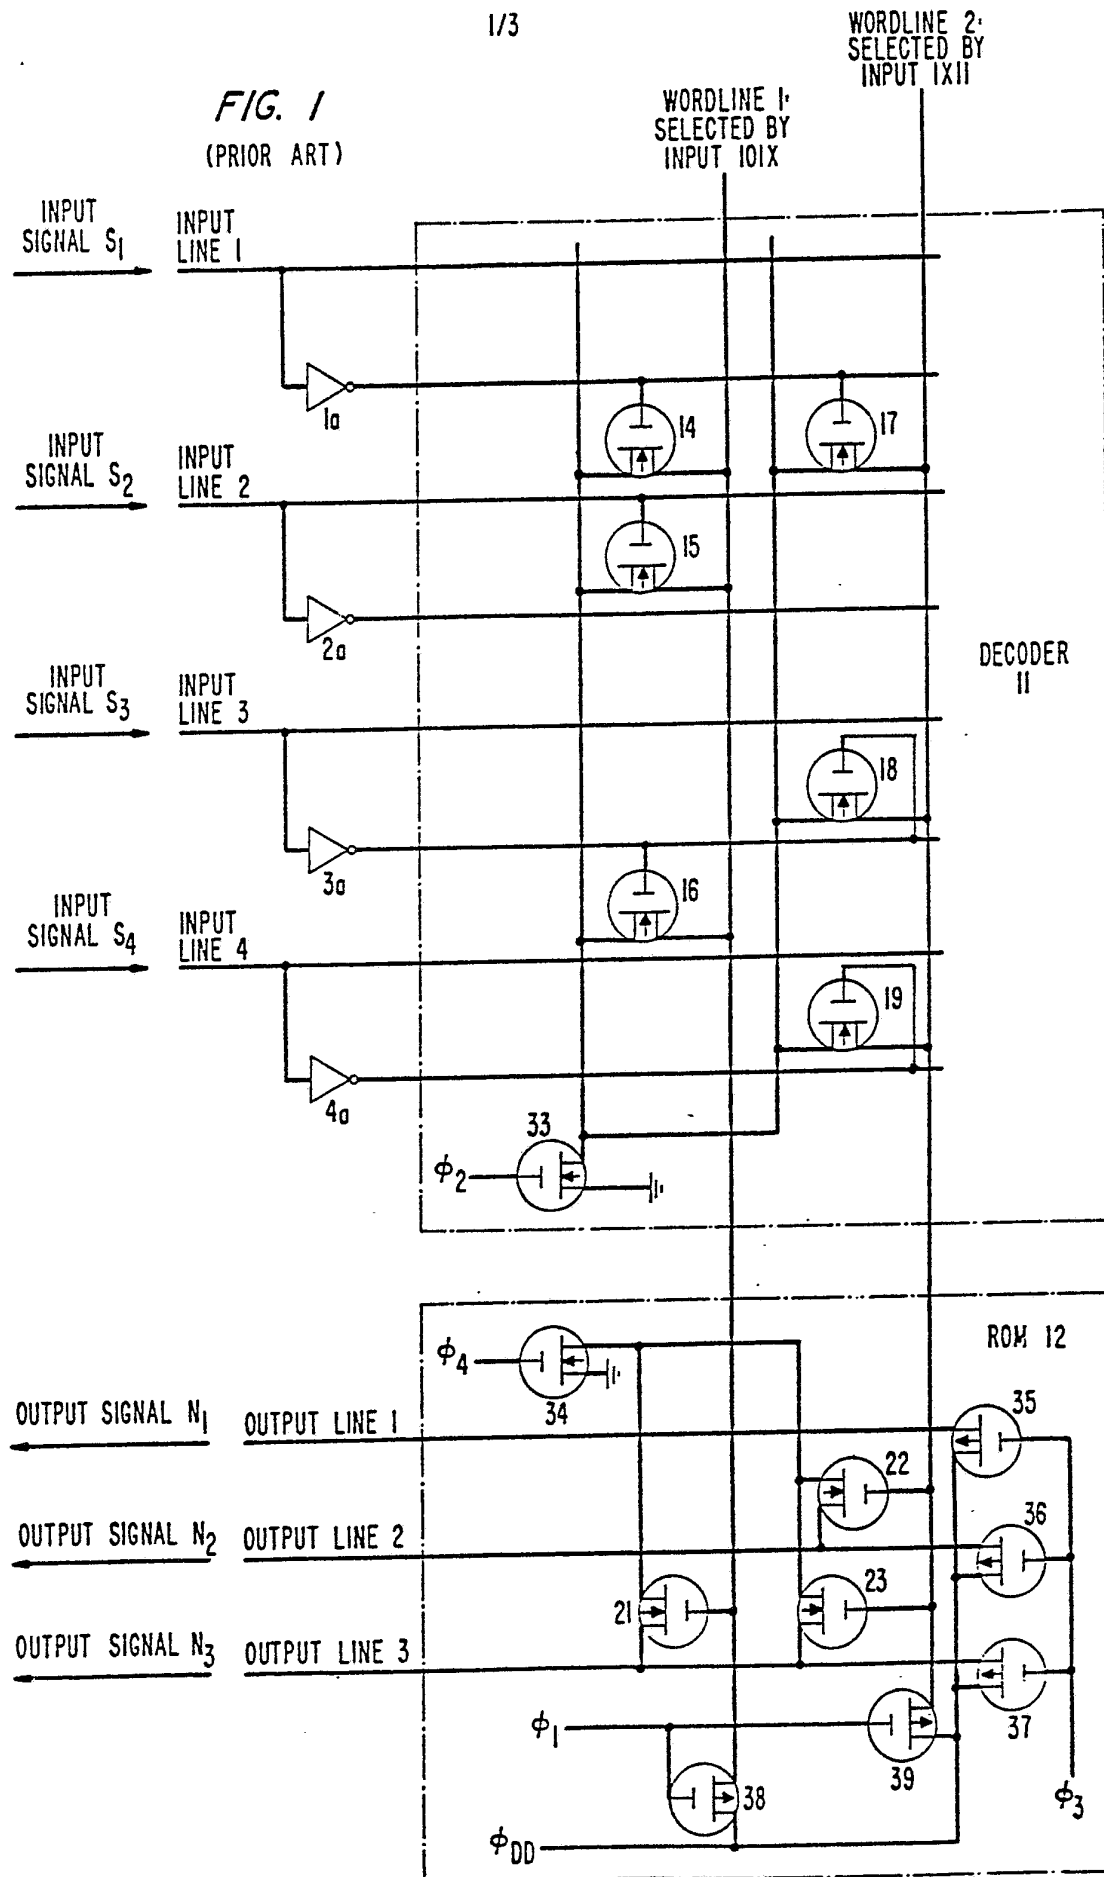 1/3
WORDLINE 2:
SELECTED BY
INPUT 1X11
FIG. 1
(PRIOR ART)
WORDLINE 1:
SELECTED BY
INPUT 101X
INPUT
SIGNAL S1
INPUT
LINE 1
1a
14
17
INPUT
SIGNAL S2
INPUT
LINE 2
15
2a
DECODER
11
INPUT
SIGNAL S3
INPUT
LINE 3
18
3a
16
INPUT
SIGNAL S4
INPUT
LINE 4
19
4a
33
ϕ2
ROM 12
ϕ4
34
35
OUTPUT SIGNAL N1
OUTPUT LINE 1
22
36
OUTPUT SIGNAL N2
OUTPUT LINE 2
21
23
OUTPUT SIGNAL N3
OUTPUT LINE 3
37
ϕ1
39
38
ϕ3
ϕDD